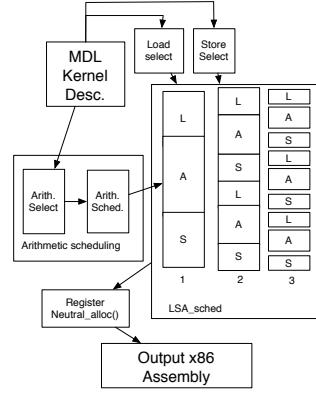 MDL
Kernel
Desc.
Load
select
Store
Select
Arith.
Select
Arith.
Sched.
Arithmetic scheduling
L
A
S
1
L
A
S
L
A
S
2
L
A
S
L
A
S
L
A
S
3
LSA_sched
Register
Neutral_alloc()
Output x86
Assembly